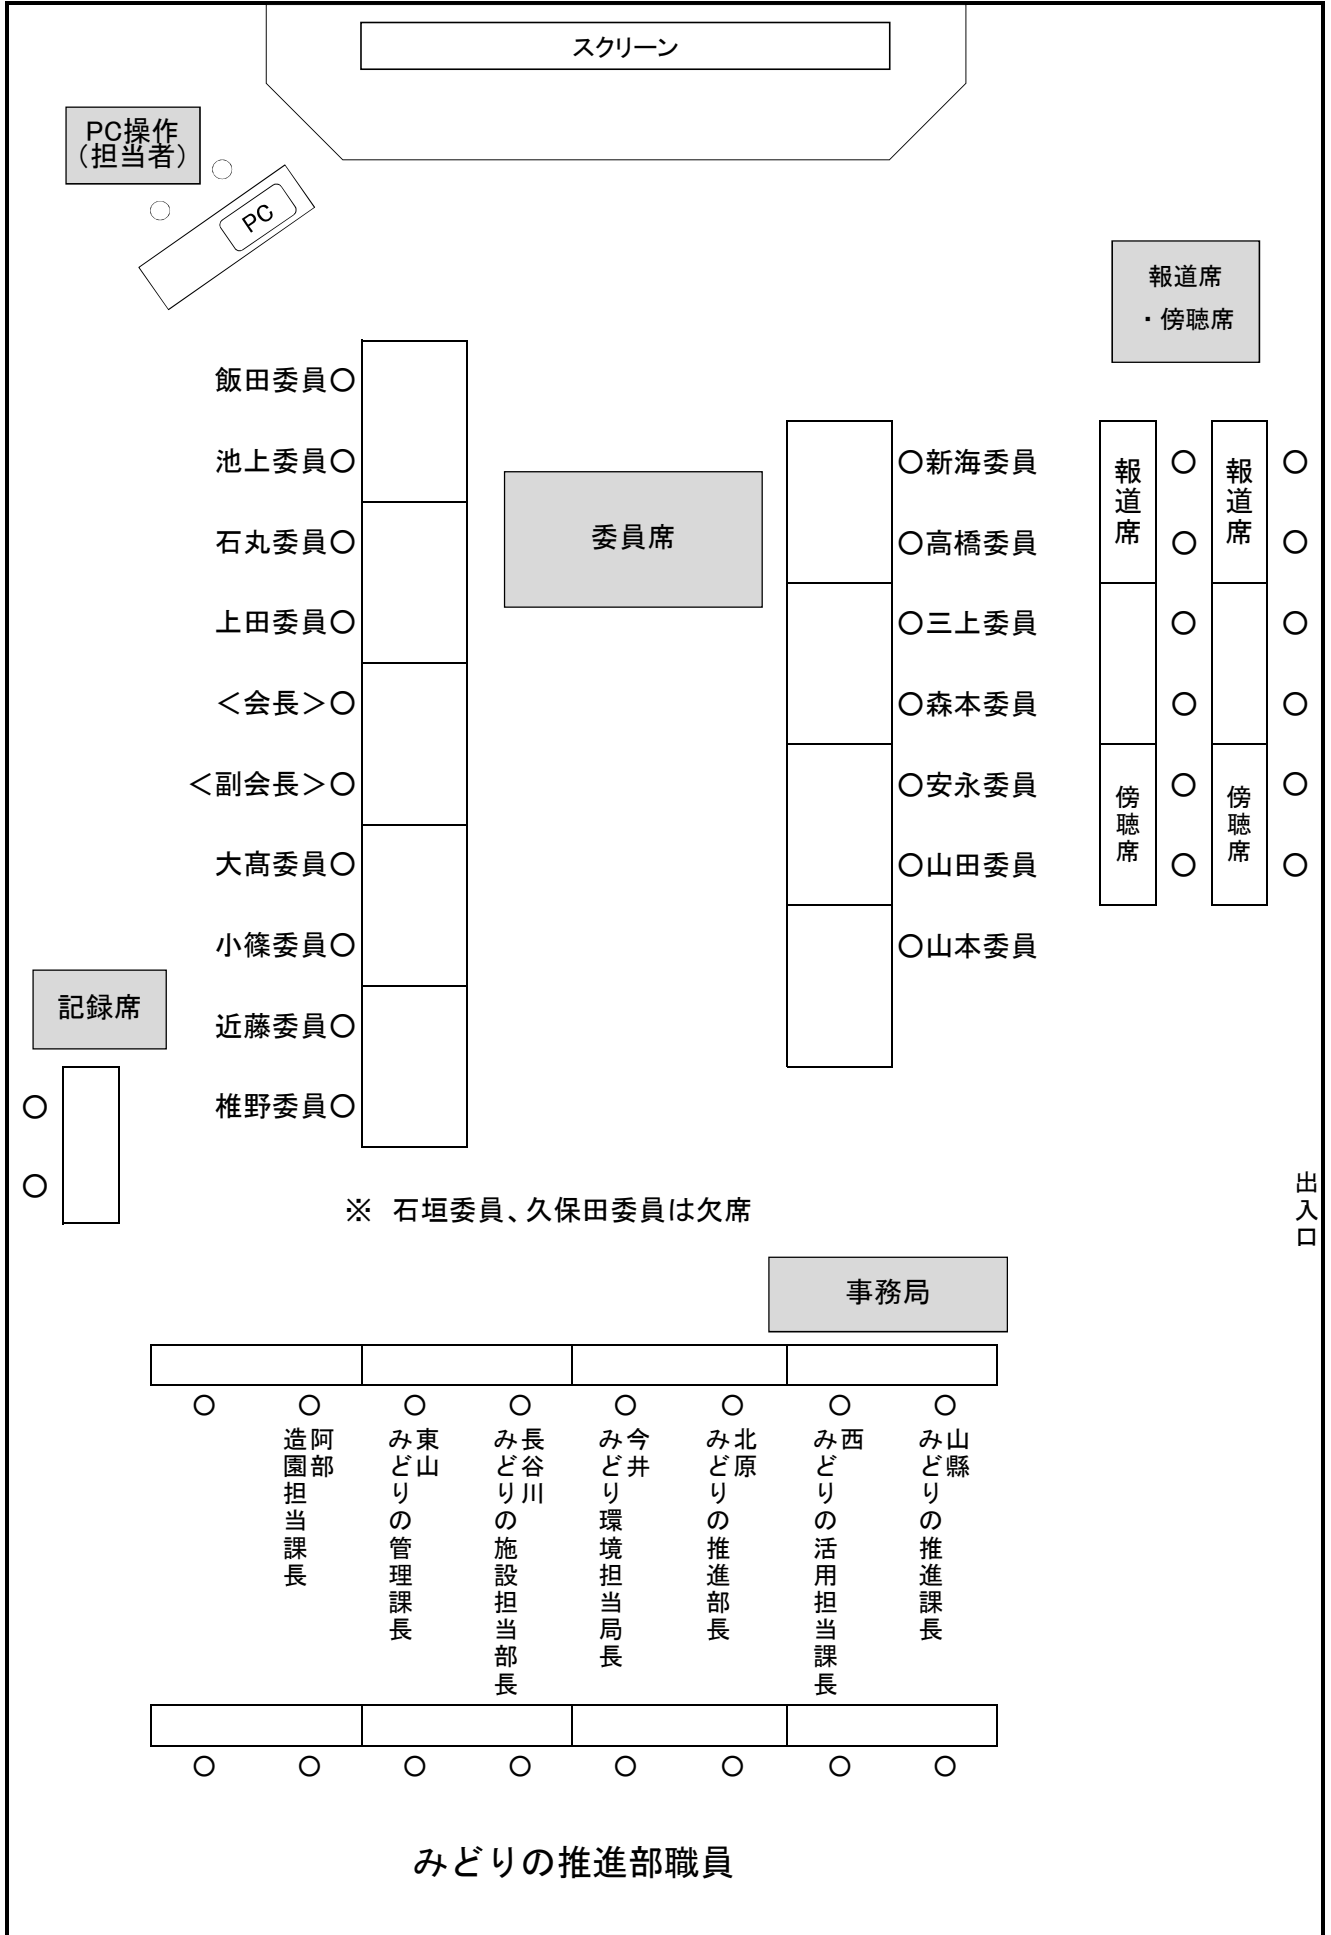 スクリーン
PC操作
（担当者）
PC
報道席
・傍聴席
飯田委員○
池上委員○
石丸委員○
上田委員○
＜会長＞○
＜副会長＞○
大髙委員○
小篠委員○
近藤委員○
椎野委員○
委員席
○新海委員
○高橋委員
○三上委員
○森本委員
○安永委員
○山田委員
○山本委員
報道席
報道席
傍聴席
傍聴席
記録席
※　石垣委員、久保田委員は欠席
出入口
事務局
阿部
造園担当課長
東山
みどりの管理課長
長谷川
みどりの施設担当部長
今井
みどり環境担当局長
北原
みどりの推進部長
西
みどりの活用担当課長
山縣
みどりの推進課長
みどりの推進部職員